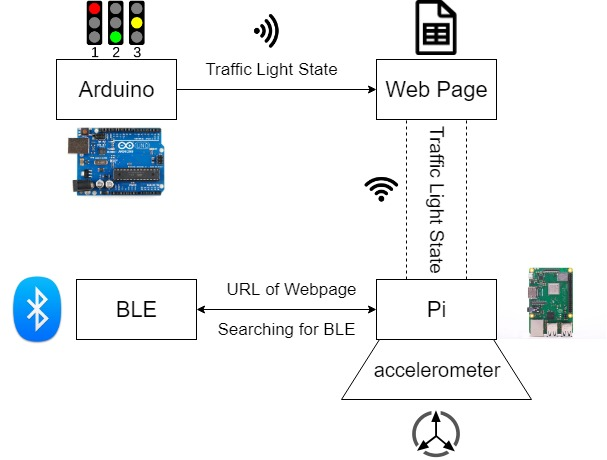 1 2 3
Traffic Light State
Arduino
Web Page
Traffic Light State
URL of Webpage
BLE
Pi
Searching for BLE
accelerometer